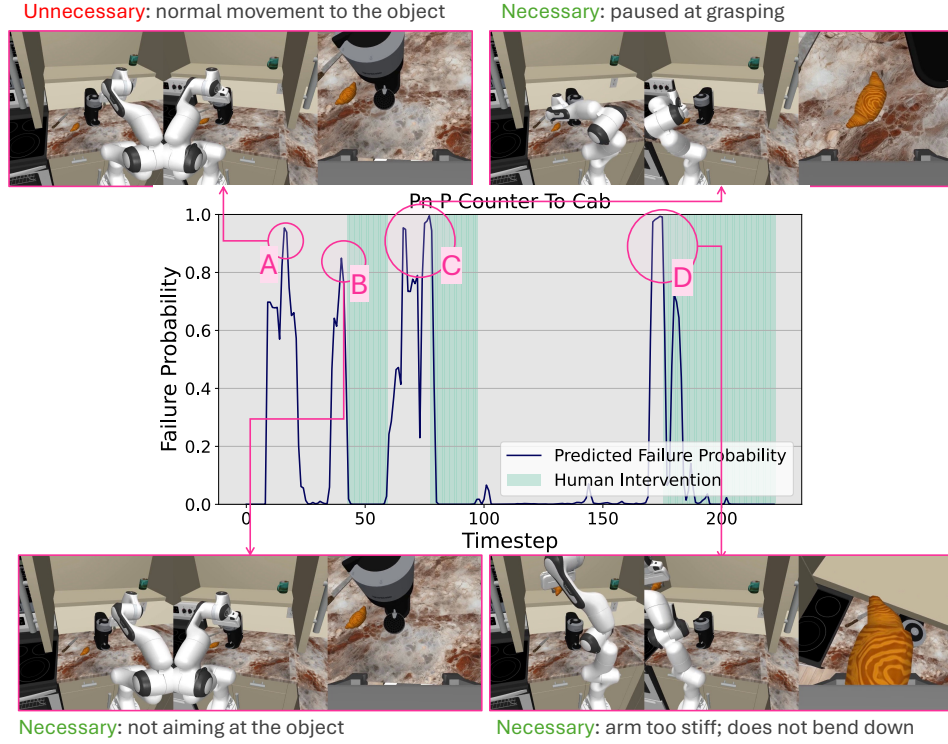 Unnecessary: normal movement to the object
Necessary: paused at grasping
Pn P Counter To Cab
1.0
0.8
0.6
0.4
0.2
0.0
Failure Probability
A
B
C
D
Predicted Failure Probability
Human Intervention
0
50
100
150
200
Timestep
Necessary: not aiming at the object
Necessary: arm too stiff; does not bend down